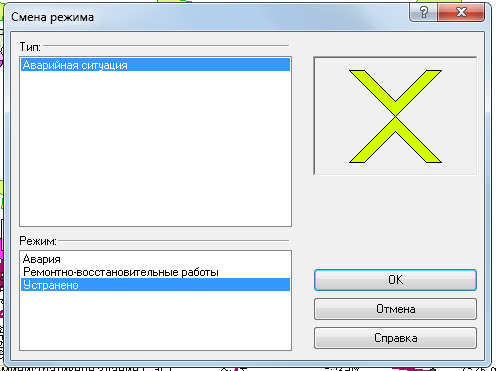 Смена режима
Тип:
Аварийная ситуация
Режим:
Авария
Ремонтно-восстановительные работы
Устранено
OK
Отмена
Справка